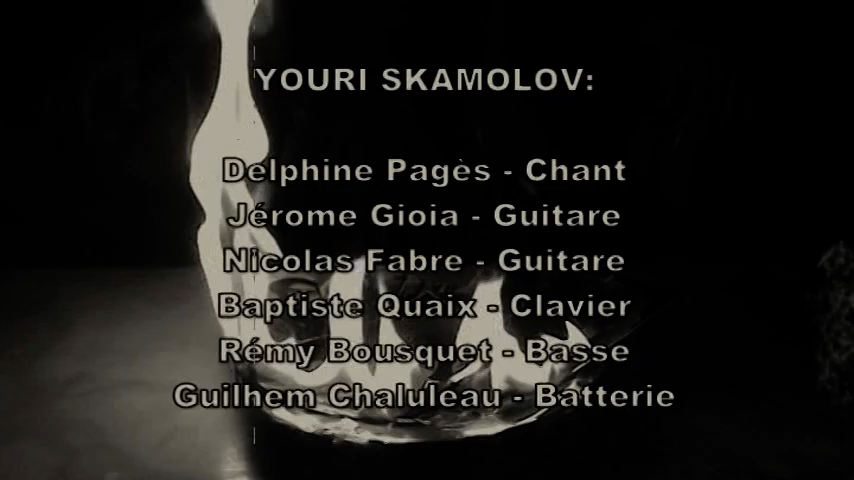 YOURI SKAMOLOV:
Delphine Pagès - Chant
Jérome Gioia - Guitare
Nicolas Fabre - Guitare
Baptiste Quaix - Clavier
Rémy Bousquet - Basse
Guilhem Chaluleau - Batterie